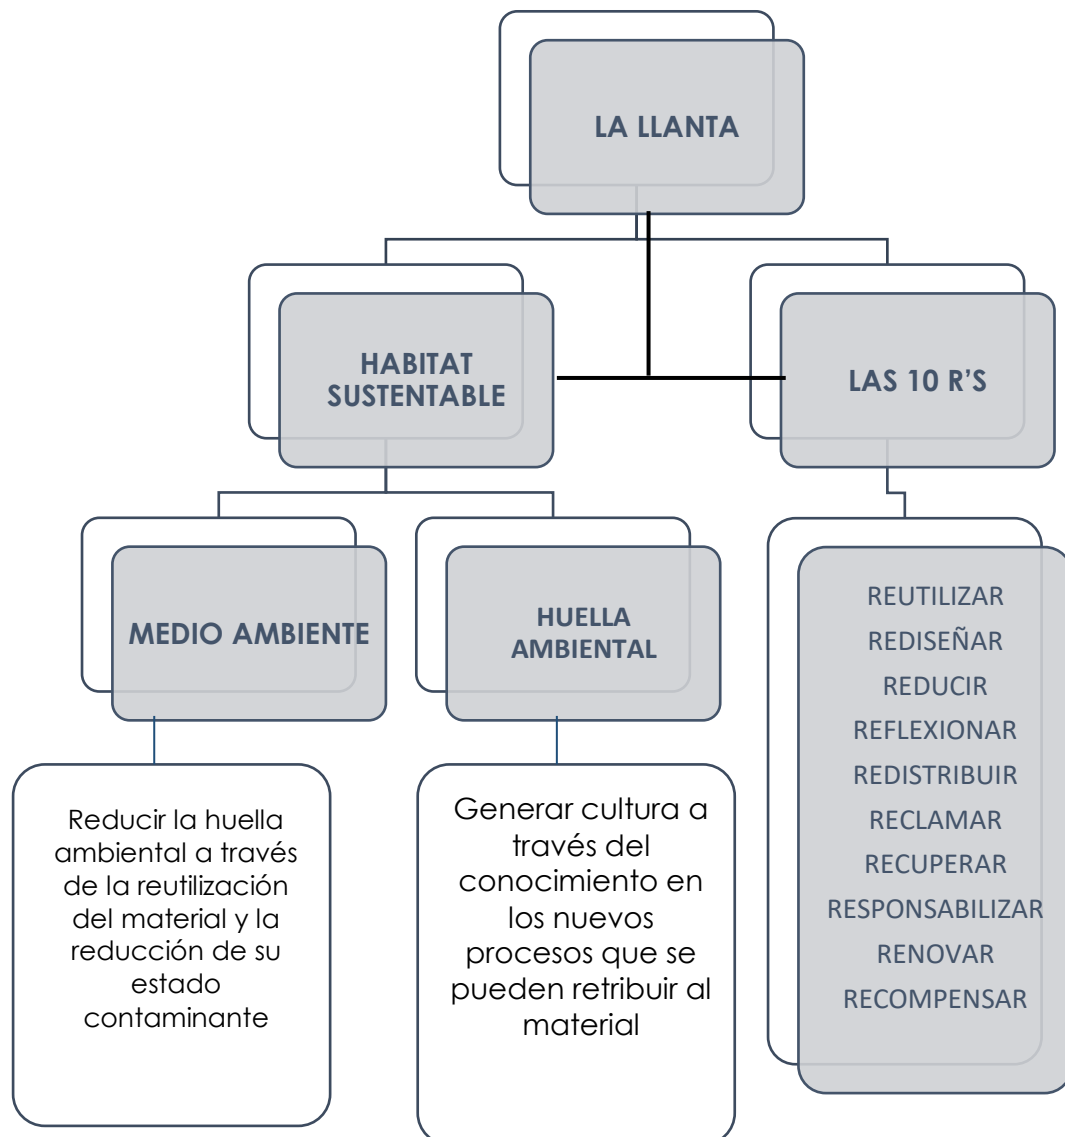 LA LLANTA
HABITAT
SUSTENTABLE
LAS 10 R’S
MEDIO AMBIENTE
HUELLA
AMBIENTAL
REUTILIZAR
REDISEÑAR
REDUCIR
REFLEXIONAR
REDISTRIBUIR
RECLAMAR
RECUPERAR
RESPONSABILIZAR
RENOVAR
RECOMPENSAR
Reducir la huella
ambiental a través
de la reutilización
del material y la
reducción de su
estado
contaminante
Generar cultura a
través del
conocimiento en
los nuevos
procesos que se
pueden retribuir al
material